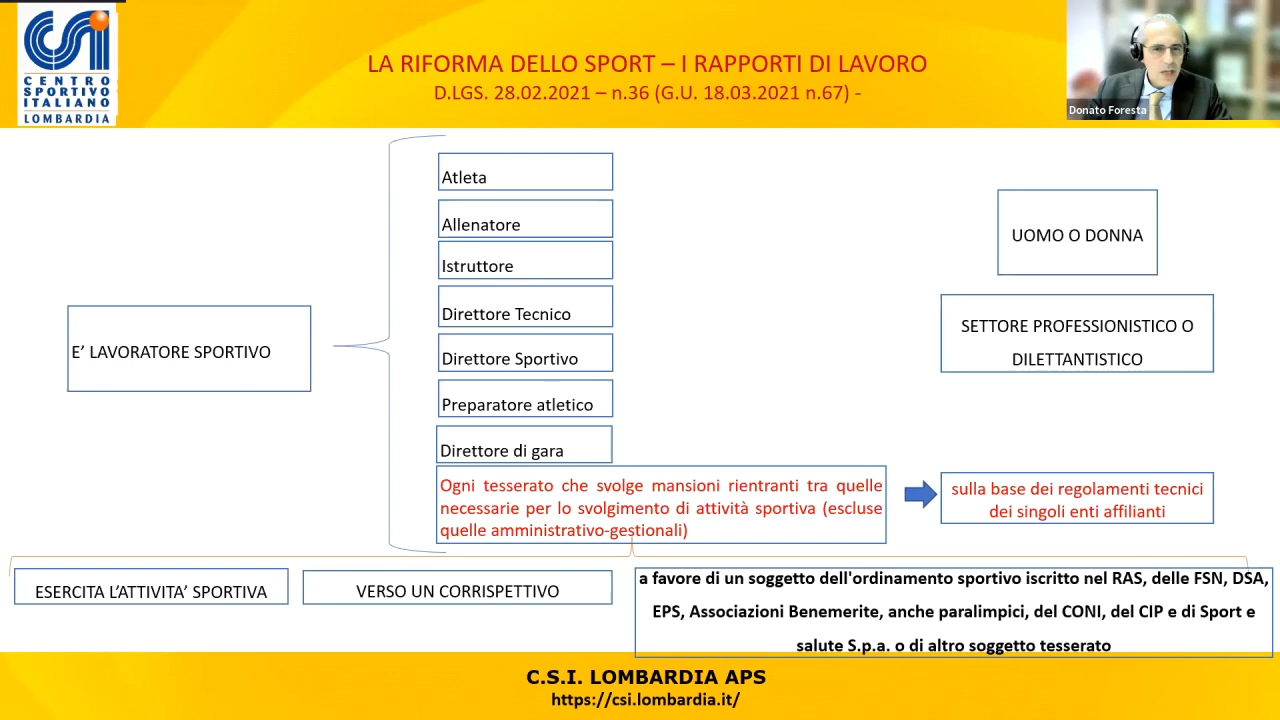 CSI
CENTRO
SPORTIVO
ITALIANO
LOMBARDIA
LA RIFORMA DELLO SPORT – I RAPPORTI DI LAVORO
D.LGS. 28.02.2021 – n.36 (G.U. 18.03.2021 n.67) -
Donato Foresta
Atleta
Allenatore
Istruttore
Direttore Tecnico
Direttore Sportivo
Preparatore atletico
Direttore di gara
Ogni tesserato che svolge mansioni rientranti tra quelle
necessarie per lo svolgimento di attività sportiva (escluse
quelle amministrativo-gestionali)
E’ LAVORATORE SPORTIVO
UOMO O DONNA
SETTORE PROFESSIONISTICO O
DILETTANTISTICO
sulla base dei regolamenti tecnici
dei singoli enti affilianti
ESERCITA L’ATTIVITA’ SPORTIVA
VERSO UN CORRISPETTIVO
a favore di un soggetto dell'ordinamento sportivo iscritto nel RAS, delle FSN, DSA,
EPS, Associazioni Benemerite, anche paralimpici, del CONI, del CIP e di Sport e
salute S.p.a. o di altro soggetto tesserato
C.S.I. LOMBARDIA APS
https://csi.lombardia.it/